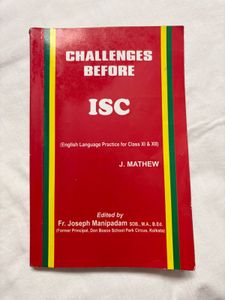 CHALLENGES
BEFORE
ISC
(English Language Practice for Class XI & XII)
J. MATHEW
Edited by
Fr. Joseph Manipadam SDB., M.A., B.Ed.
(Former Principal, Don Bosco School Park Circus, Kolkata)